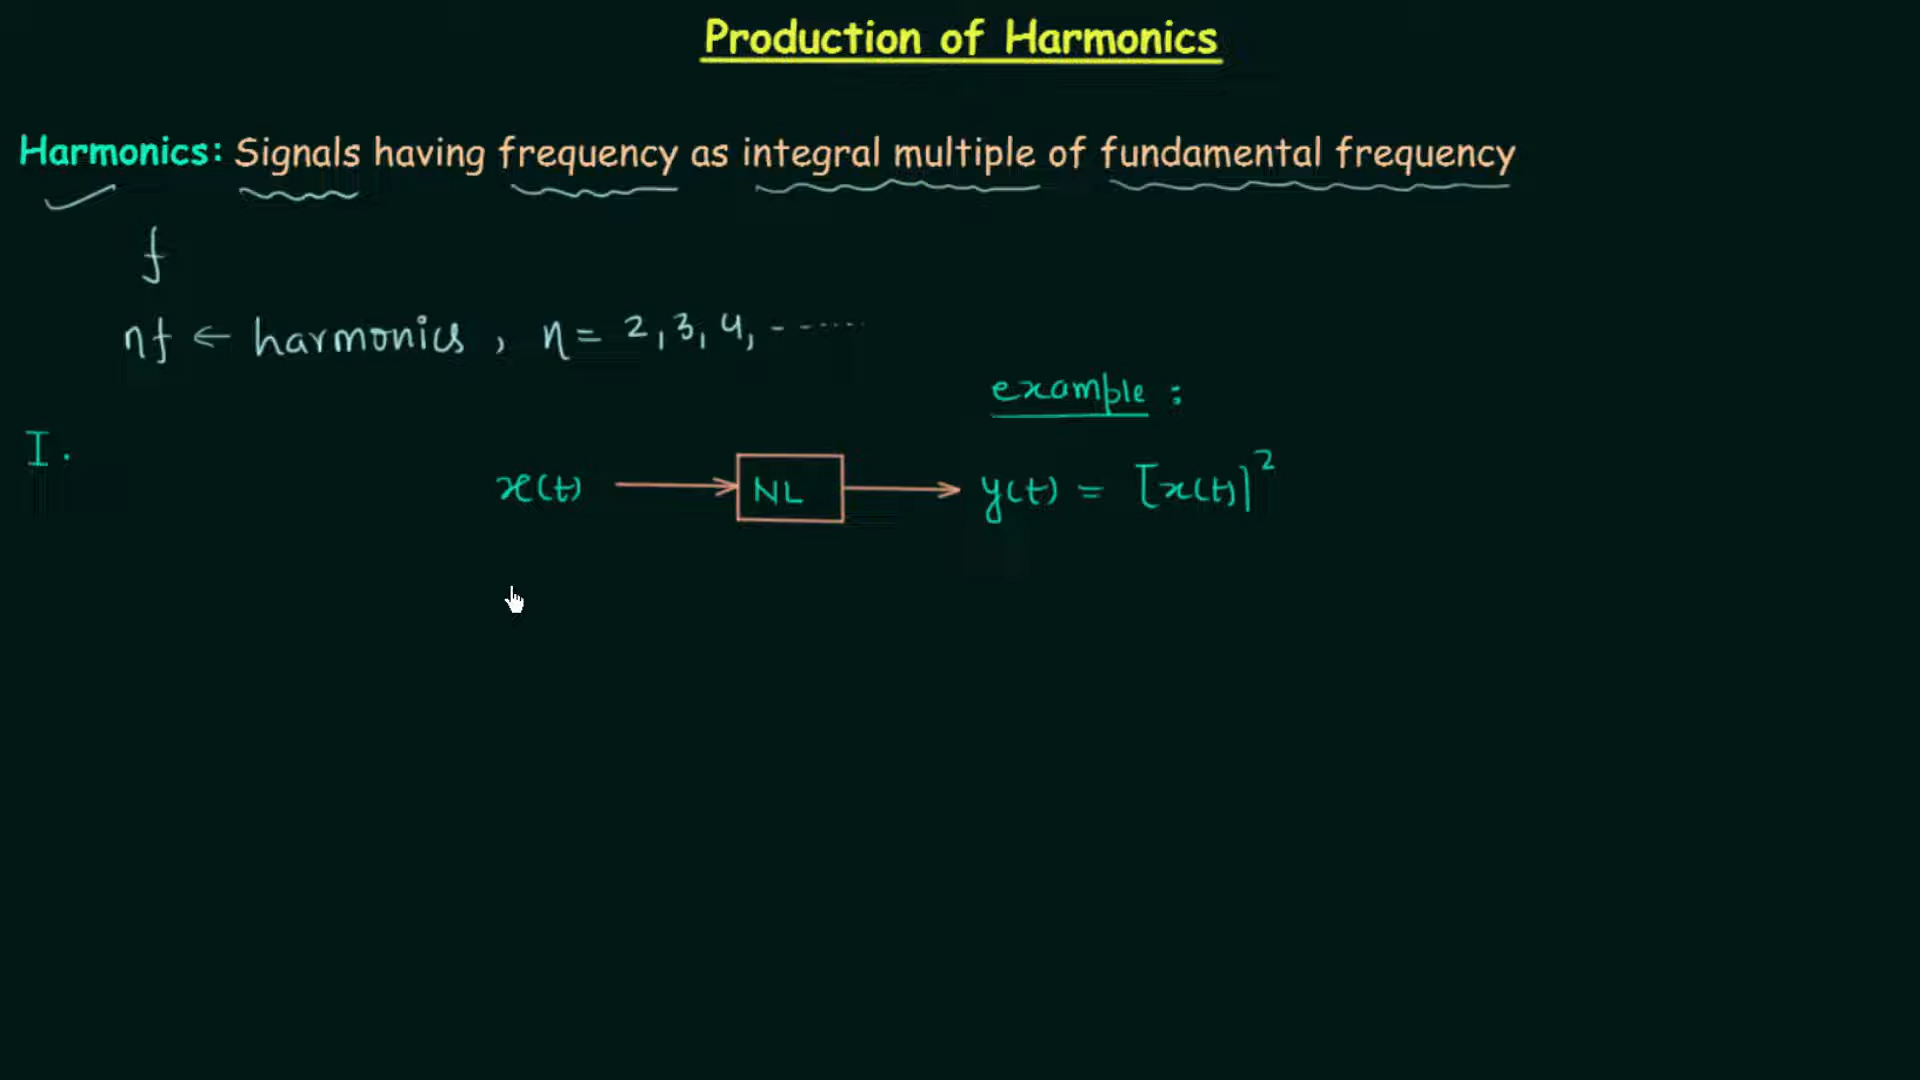 Production of Harmonics
Harmonics: Signals having frequency as integral multiple of fundamental frequency
f
nf ← harmonics , n = 2, 3, 4, - - - - - -
example :
I.
x(t) → NL → y(t) = [x(t)]²